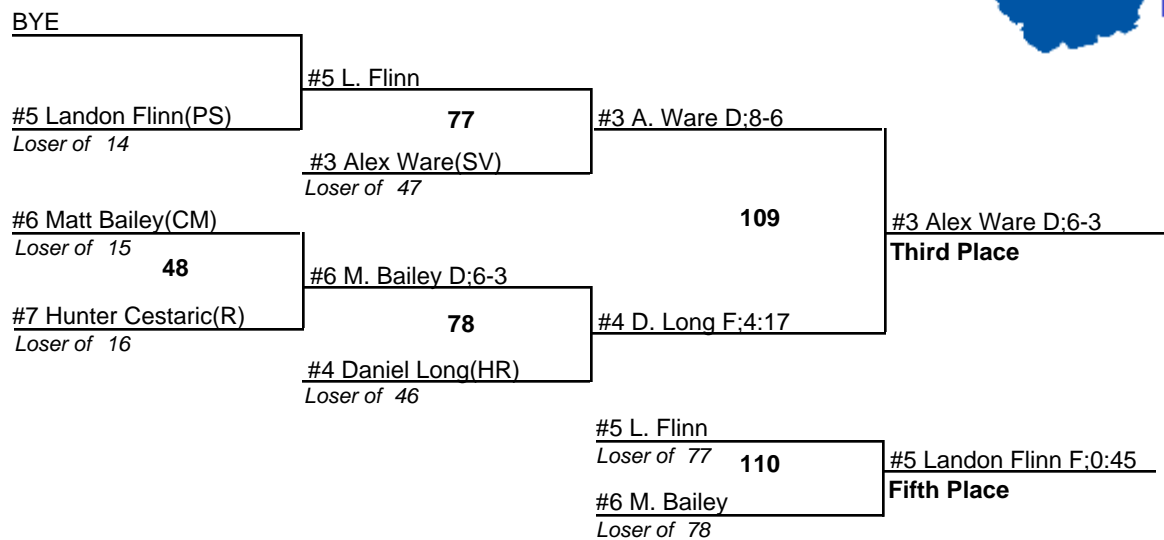 BYE
#5 L. Flinn
#5 Landon Flinn(PS)
Loser of 14
77
#3 A. Ware D;8-6
#3 Alex Ware(SV)
Loser of 47
#6 Matt Bailey(CM)
Loser of 15
48
109
#3 Alex Ware D;6-3
Third Place
#6 M. Bailey D;6-3
#7 Hunter Cestaric(R)
Loser of 16
78
#4 D. Long F;4:17
#4 Daniel Long(HR)
Loser of 46
#5 L. Flinn
Loser of 77
110
#5 Landon Flinn F;0:45
Fifth Place
#6 M. Bailey
Loser of 78